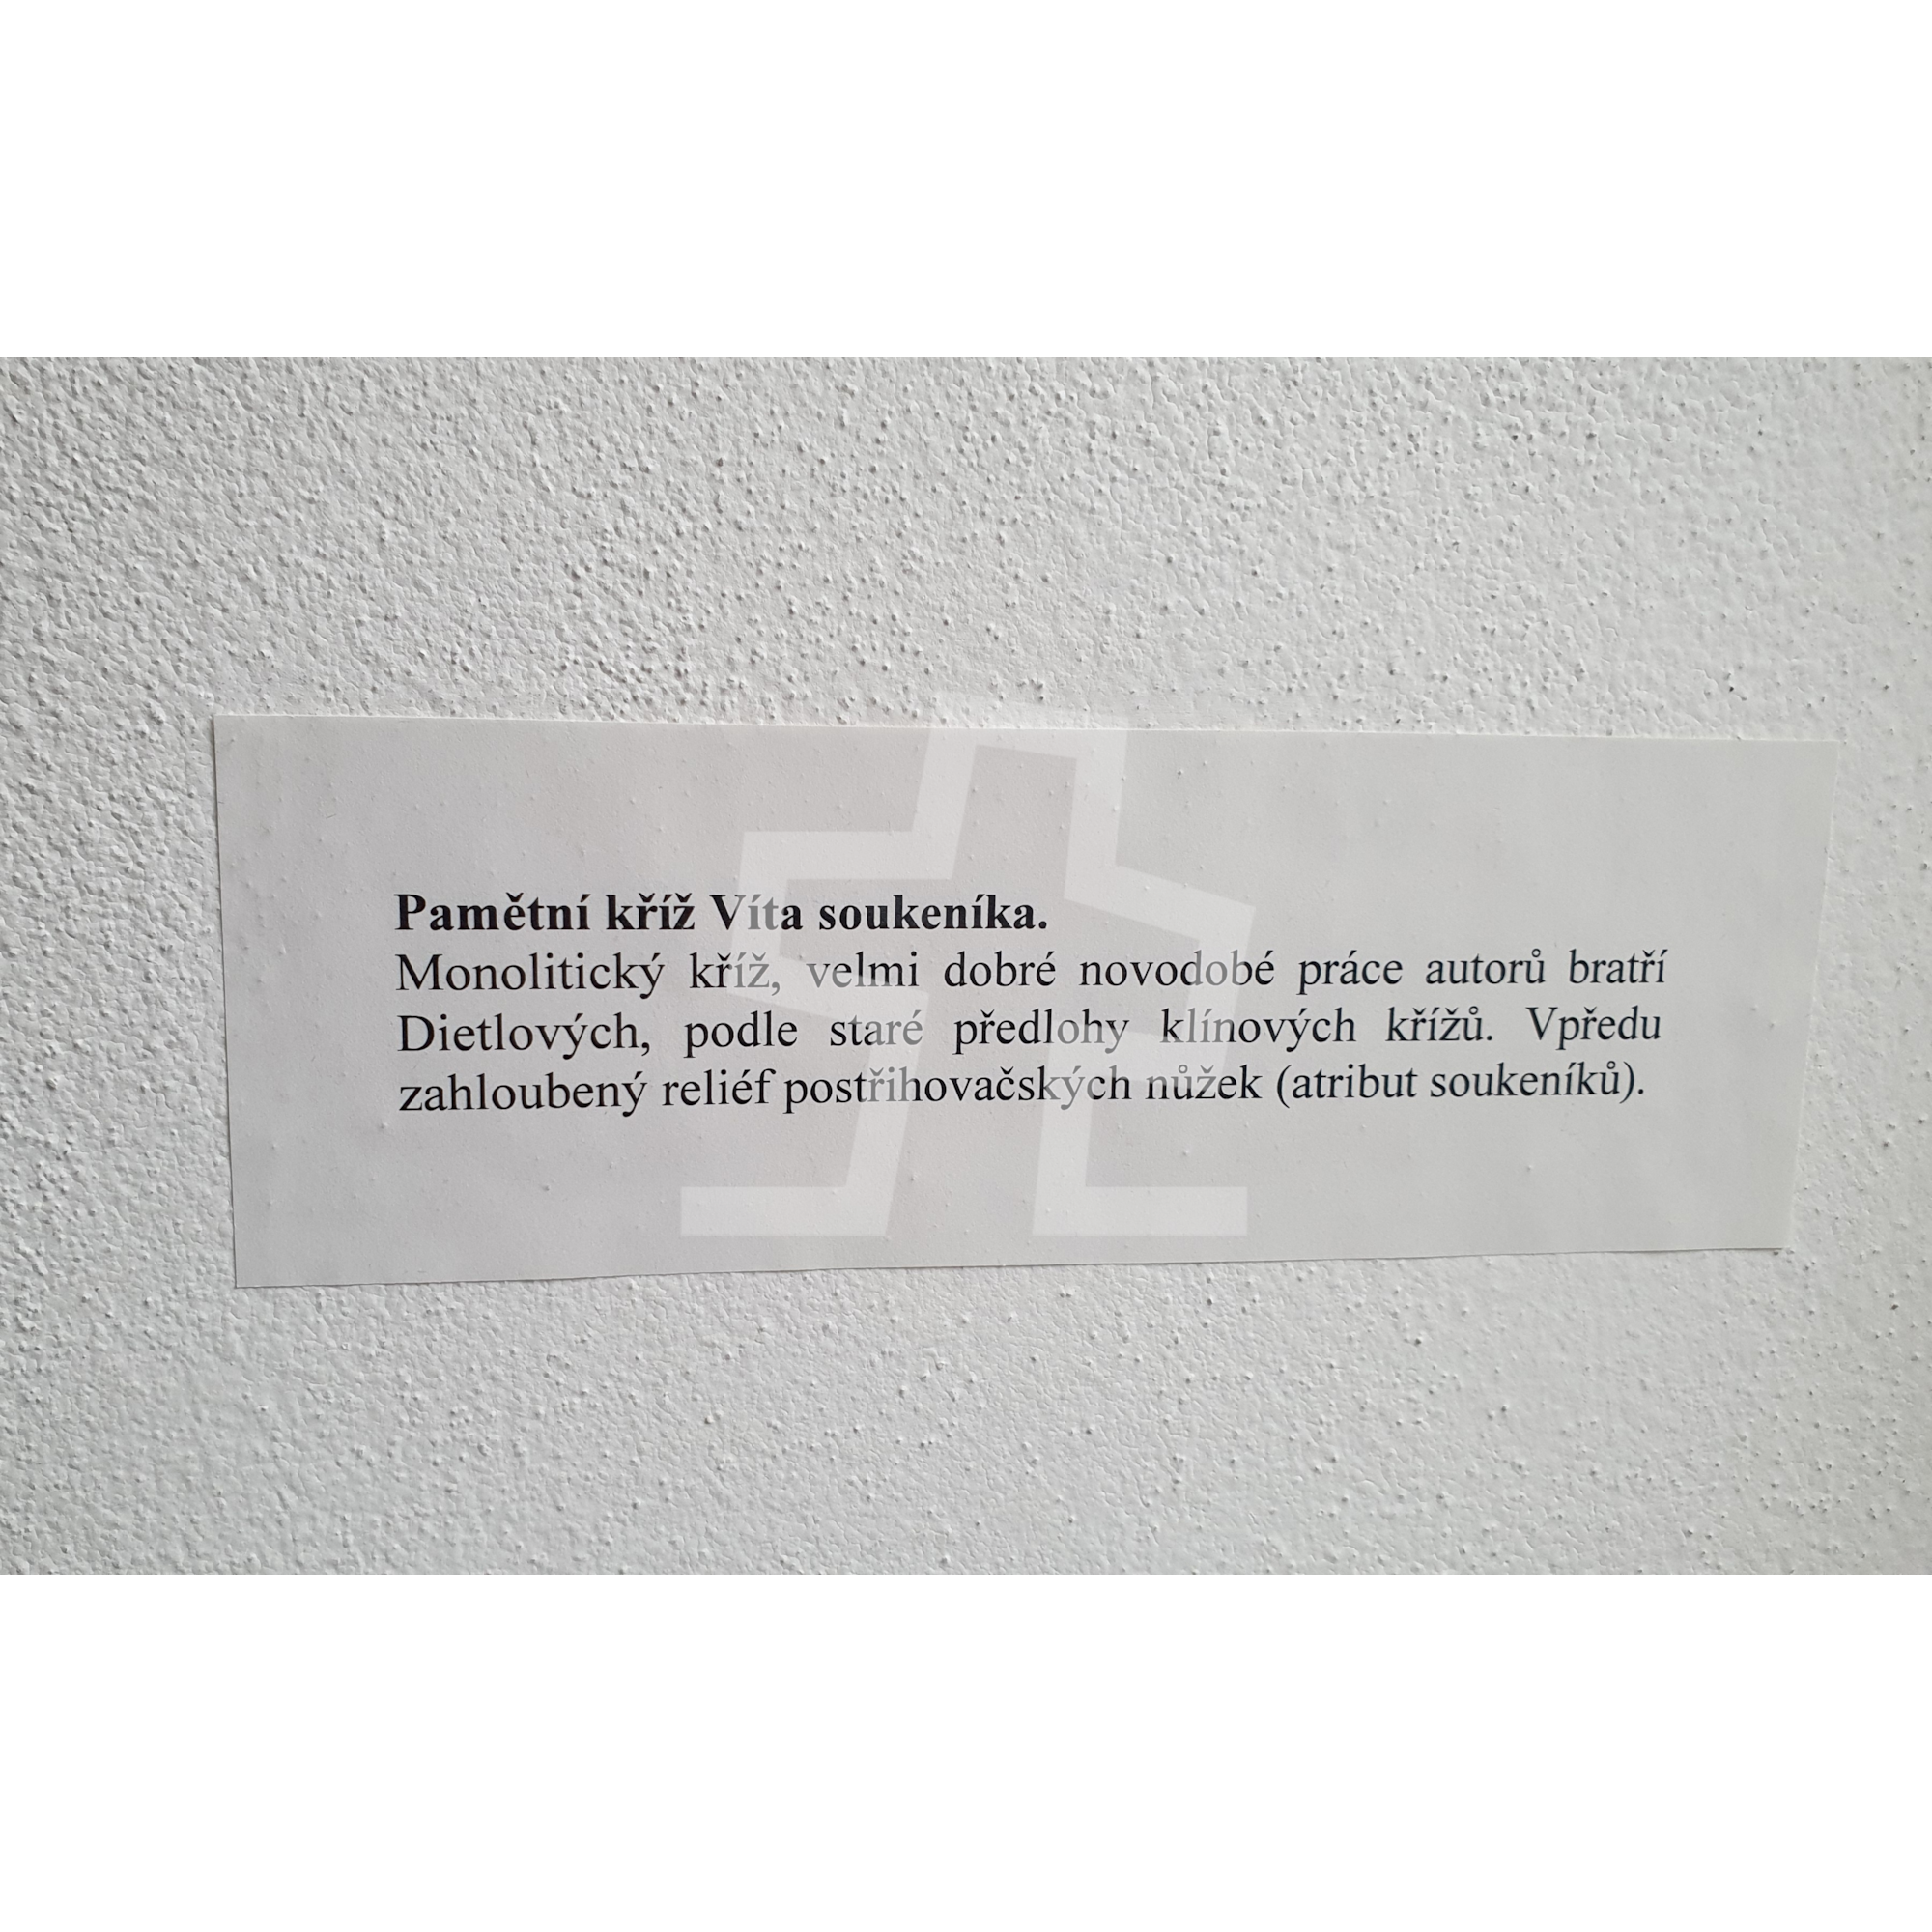 Pamětní kříž Víta soukeníka.
Monolitický kříž, velmi dobré novodobé práce autorů bratří
Dietlových, podle staré předlohy klínových křížů. Vpředu
zahloubený reliéf postřihovačských nůžek (atribut soukeníků).